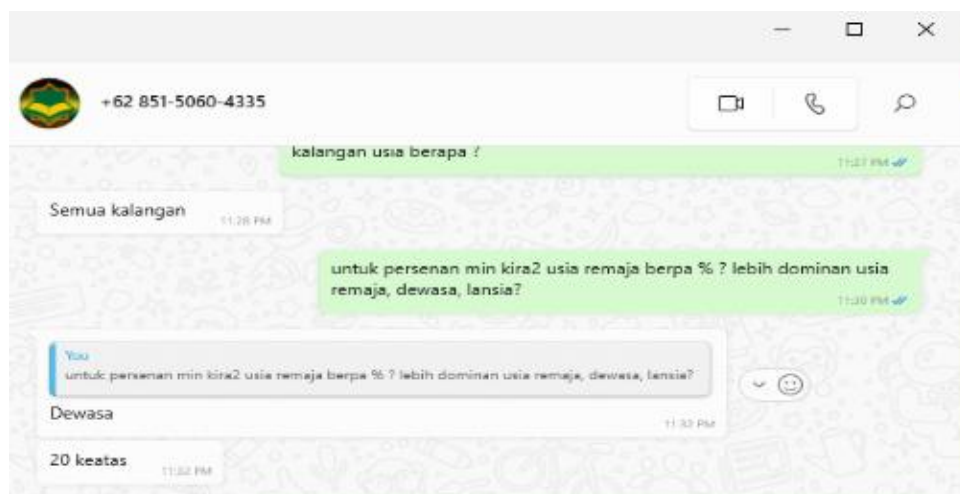 +62 851-5060-4335
kalangan usia berapa ?
11:27 PM
Semua kalangan
11:28 PM
untuk persenan min kira2 usia remaja berpa % ? lebih dominan usia
remaja, dewasa, lansia?
11:30 PM
You
untuk persenan min kira2 usia remaja berpa % ? lebih dominan usia remaja, dewasa, lansia?
Dewasa
11:32 PM
20 keatas
11:32 PM